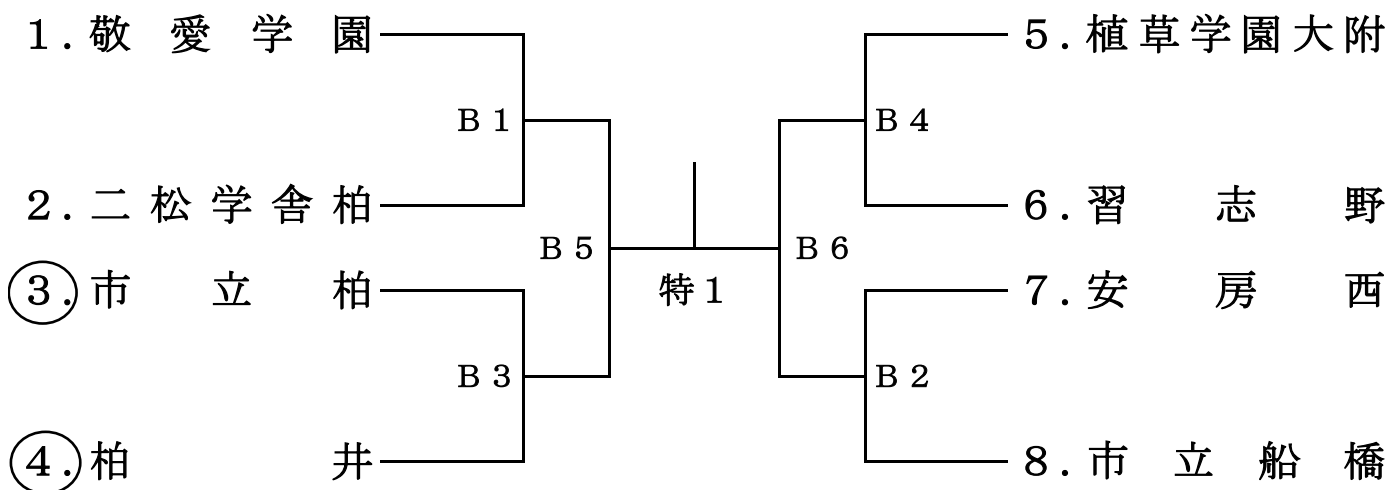 1.敬愛学園
5.植草学園大附
B1
B4
2.二松学舎柏
6.習志野
B5
B6
3.市立柏
特1
7.安房西
B3
B2
4.柏井
8.市立船橋